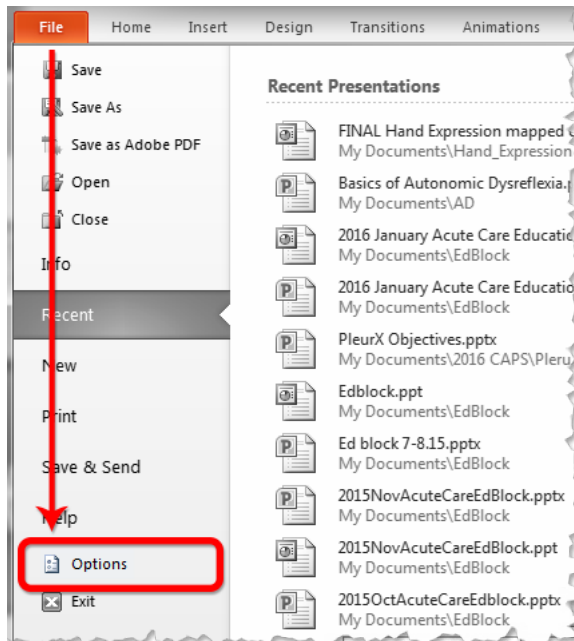 File Home Insert Design Transitions Animations
Save
Save As
Save as Adobe PDF
Open
Close
Info
Recent
New
Print
Save & Send
Help
Options
Exit
Recent Presentations
FINAL Hand Expression mapped
My Documents\Hand_Expression
Basics of Autonomic Dysreflexia.
My Documents\AD
2016 January Acute Care Educatio
My Documents\EdBlock
2016 January Acute Care Educatio
My Documents\EdBlock
PleurX Objectives.pptx
My Documents\2016 CAPS\Pleru
Edblock.ppt
My Documents\EdBlock
Ed block 7-8.15.pptx
My Documents\EdBlock
2015NovAcuteCareEdBlock.pptx
My Documents\EdBlock
2015NovAcuteCareEdBlock.ppt
My Documents\EdBlock
2015OctAcuteCareEdblock.pptx
My Documents\EdBlock